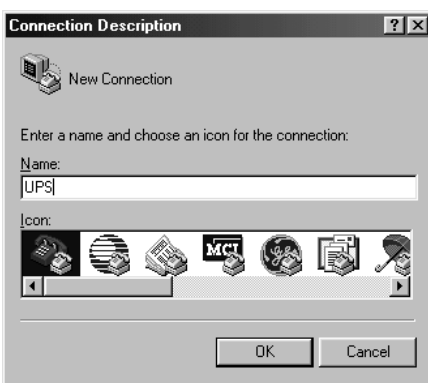 Connection Description
New Connection
Enter a name and choose an icon for the connection:
Name:
UPS
Icon:
MCI
OK
Cancel